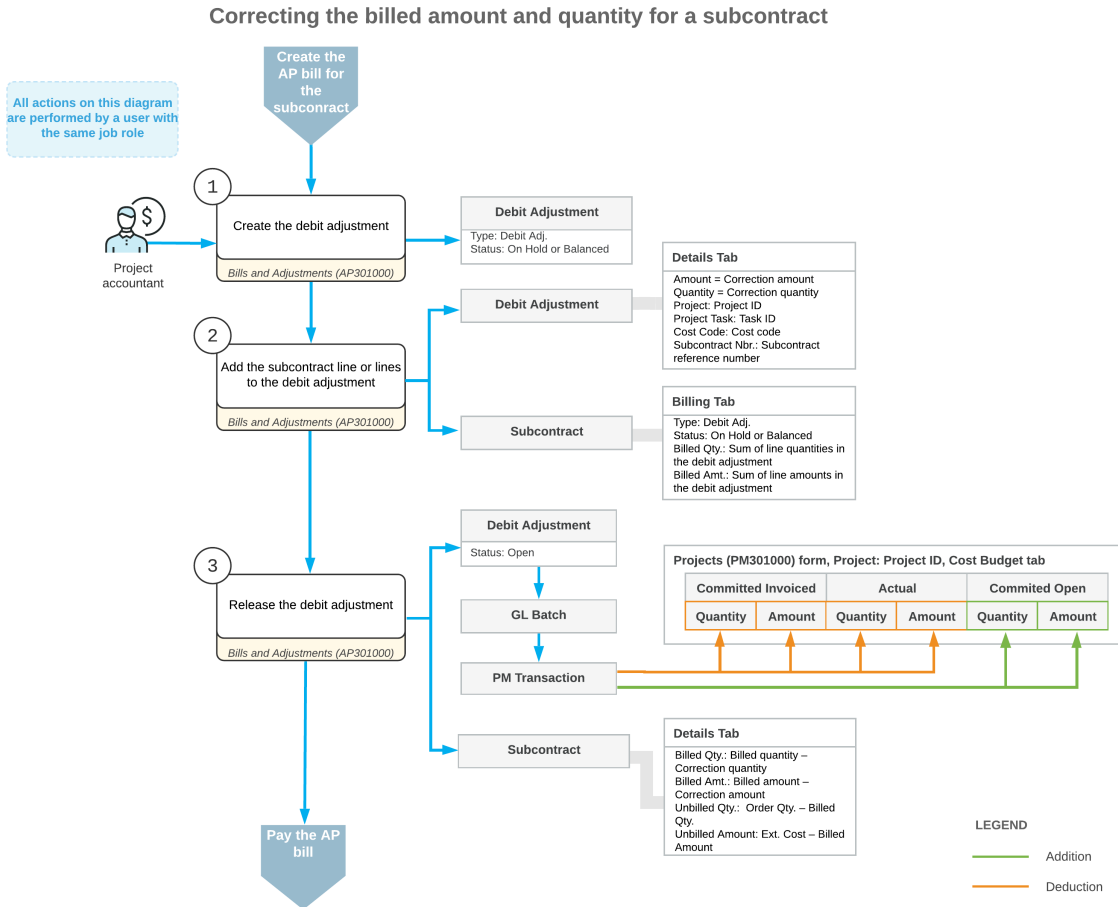 Correcting the billed amount and quantity for a subcontract
Create the
AP bill for
the
subconract
All actions on this diagram
are performed by a user with
the same job role
1
Create the debit adjustment
Bills and Adjustments (AP301000)
$
Project
accountant
Debit Adjustment
Type: Debit Adj.
Status: On Hold or Balanced
2
Add the subcontract line or lines
to the debit adjustment
Bills and Adjustments (AP301000)
Debit Adjustment
Details Tab
Amount = Correction amount
Quantity = Correction quantity
Project: Project ID
Project Task: Task ID
Cost Code: Cost code
Subcontract Nbr.: Subcontract
reference number
Subcontract
Billing Tab
Type: Debit Adj.
Status: On Hold or Balanced
Billed Qty.: Sum of line quantities in
the debit adjustment
Billed Amt.: Sum of line amounts in
the debit adjustment
3
Release the debit adjustment
Bills and Adjustments (AP301000)
Debit Adjustment
Status: Open
GL Batch
PM Transaction
Projects (PM301000) form, Project: Project ID, Cost Budget tab
Committed Invoiced Actual Commited Open
Quantity Amount Quantity Amount Quantity Amount
Subcontract
Details Tab
Billed Qty.: Billed quantity –
Correction quantity
Billed Amt.: Billed amount –
Correction amount
Unbilled Qty.: Order Qty. – Billed
Qty.
Unbilled Amount: Ext. Cost – Billed
Amount
Pay the AP
bill
LEGEND
Addition
Deduction